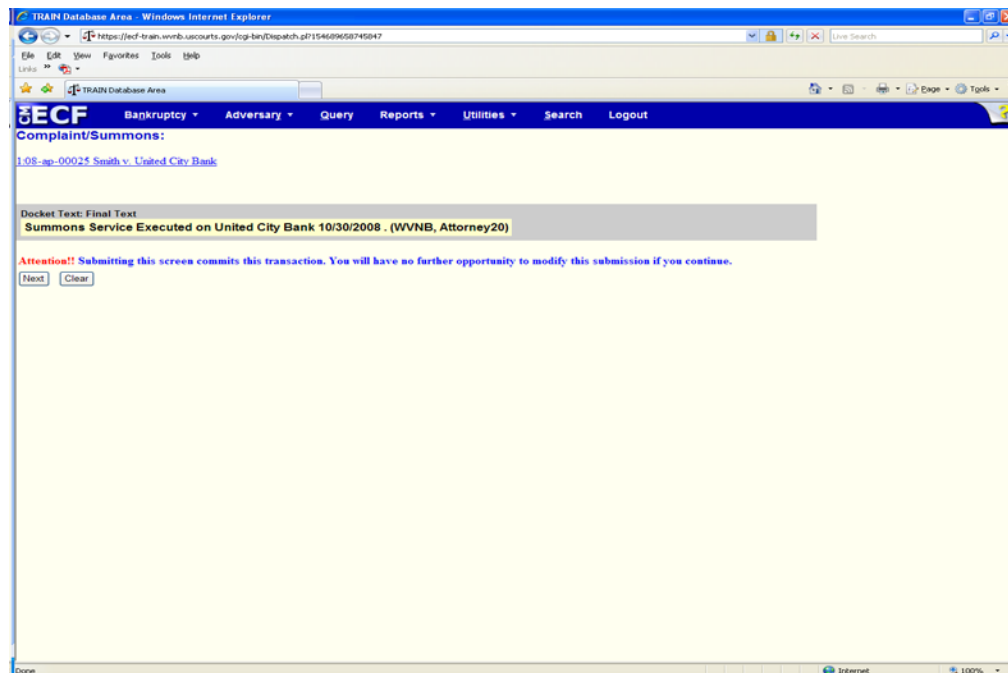 TRAIN Database Area - Windows Internet Explorer
https://ecf-train.wvnb.uscourts.gov/cgi-bin/Dispatch.pl?154689658745847
Live Search
File Edit View Favorites Tools Help
Links »
TRAIN Database Area
Page Tools
CM ECF Bankruptcy Adversary Query Reports Utilities Search Logout ?
Complaint/Summons:
1:08-ap-00025 Smith v. United City Bank
Docket Text: Final Text
Summons Service Executed on United City Bank 10/30/2008 . (WVNB, Attorney20)
Attention!! Submitting this screen commits this transaction. You will have no further opportunity to modify this submission if you continue.
Next Clear
Done Internet 100%